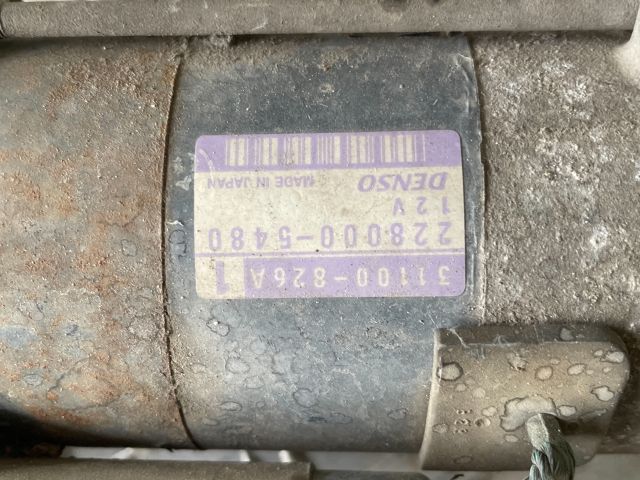 31100-826A 1
228000-5480
12V
DENSO MADE IN JAPAN